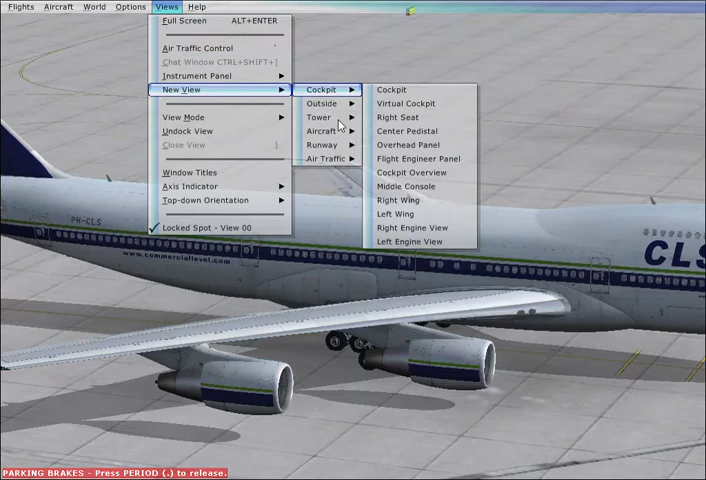 Flights Aircraft World Options Views Help
Full Screen ALT+ENTER
Air Traffic Control `
Chat Window CTRL+SHIFT+]
Instrument Panel
New View
View Mode
Undock View
Close View ]
Window Titles
Axis Indicator
Top-down Orientation
Locked Spot - View 00
Cockpit
Outside
Tower
Aircraft
Runway
Air Traffic
Cockpit
Virtual Cockpit
Right Seat
Center Pedistal
Overhead Panel
Flight Engineer Panel
Cockpit Overview
Middle Console
Right Wing
Left Wing
Right Engine View
Left Engine View
PH-CLS
www.commerciallevel.com
CLS
PARKING BRAKES - Press PERIOD (.) to release.